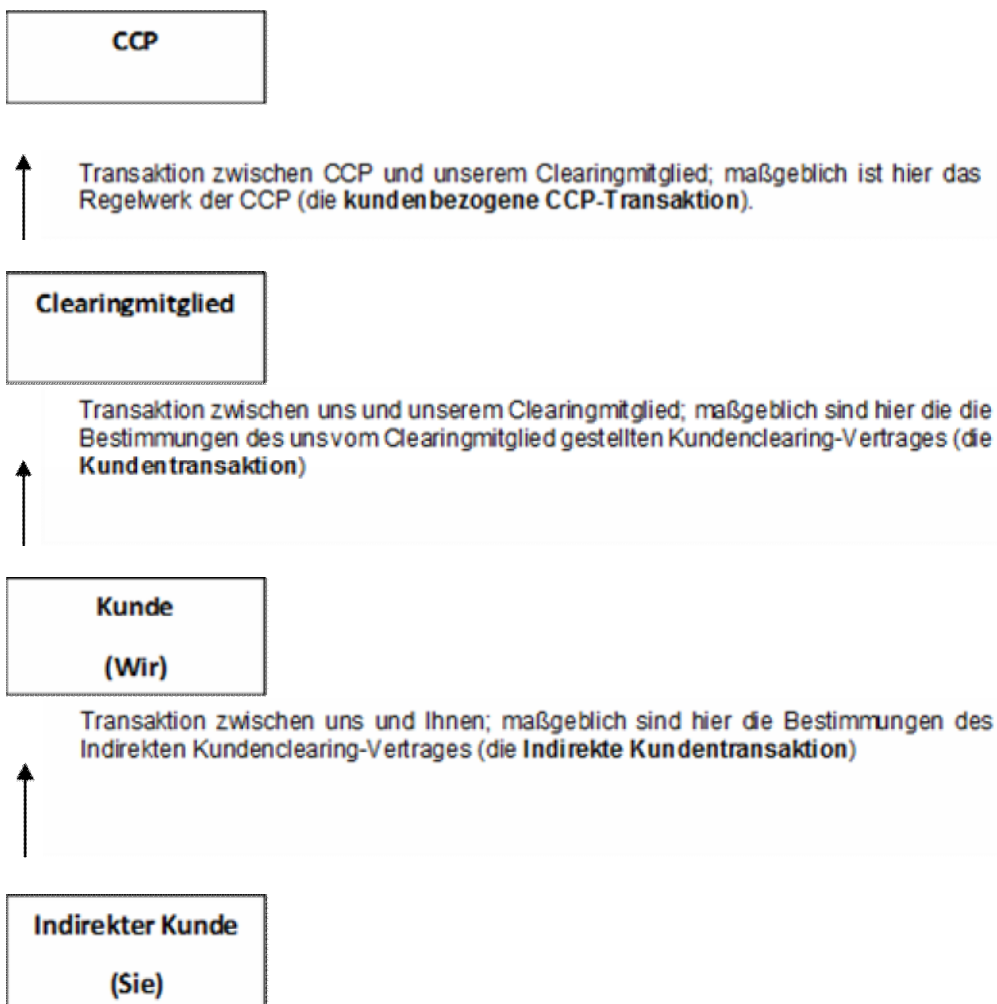 CCP
Transaktion zwischen CCP und unserem Clearingmitglied; maßgeblich ist hier das
Regelwerk der CCP (die kundenbezogene CCP-Transaktion).
Clearingmitglied
Transaktion zwischen uns und unserem Clearingmitglied; maßgeblich sind hier die die
Bestimmungen des uns vom Clearingmitglied gestellten Kundenclearing-Vertrages (die
Kundentransaktion)
Kunde
(Wir)
Transaktion zwischen uns und Ihnen; maßgeblich sind hier die Bestimmungen des
Indirekten Kundenclearing-Vertrages (die Indirekte Kundentransaktion)
Indirekter Kunde
(Sie)